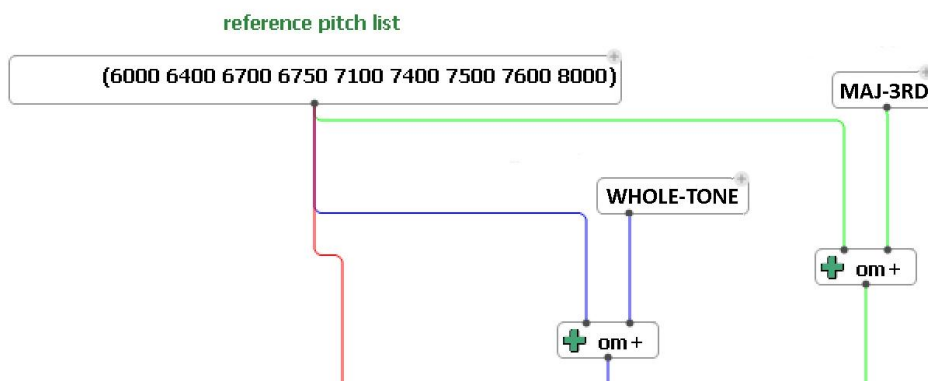 reference pitch list
(6000 6400 6700 6750 7100 7400 7500 7600 8000)
MAJ-3RD
WHOLE-TONE
om+
om+